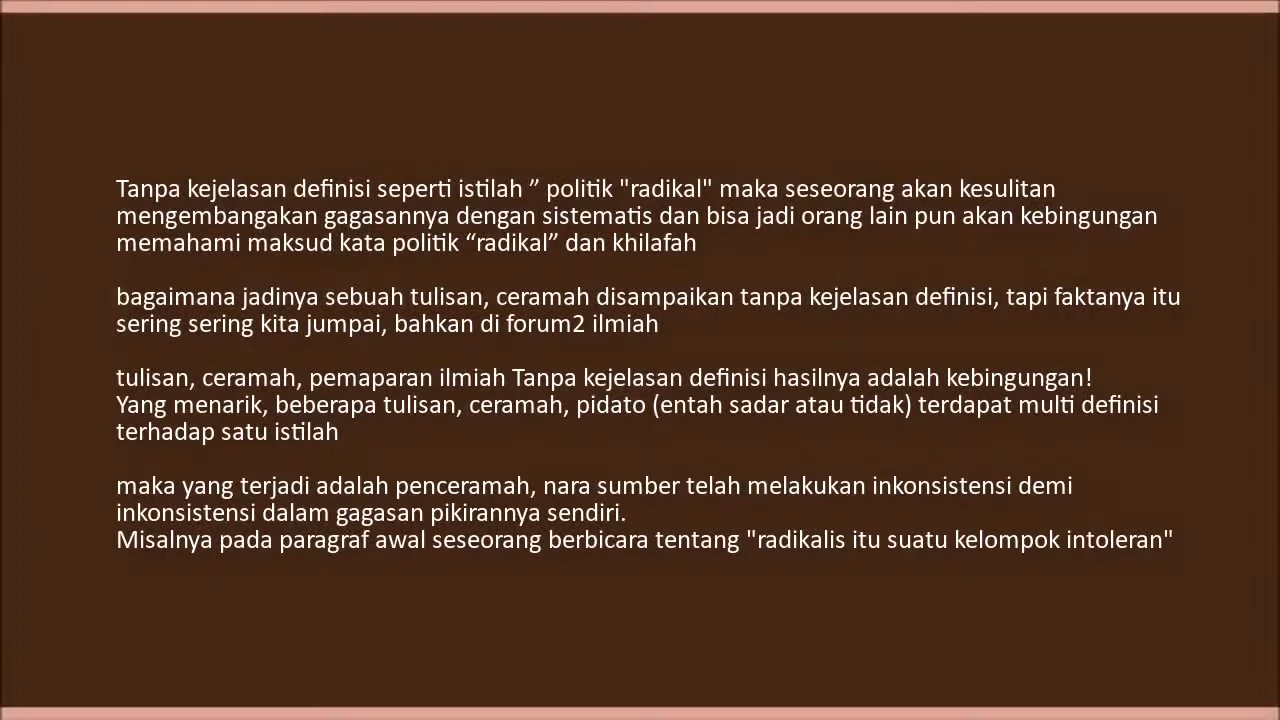 Tanpa kejelasan definisi seperti istilah ” politik "radikal" maka seseorang akan kesulitan
mengembangakan gagasannya dengan sistematis dan bisa jadi orang lain pun akan kebingungan
memahami maksud kata politik “radikal” dan khilafah
bagaimana jadinya sebuah tulisan, ceramah disampaikan tanpa kejelasan definisi, tapi faktanya itu
sering sering kita jumpai, bahkan di forum2 ilmiah
tulisan, ceramah, pemaparan ilmiah Tanpa kejelasan definisi hasilnya adalah kebingungan!
Yang menarik, beberapa tulisan, ceramah, pidato (entah sadar atau tidak) terdapat multi definisi
terhadap satu istilah
maka yang terjadi adalah penceramah, nara sumber telah melakukan inkonsistensi demi
inkonsistensi dalam gagasan pikirannya sendiri.
Misalnya pada paragraf awal seseorang berbicara tentang "radikalis itu suatu kelompok intoleran"